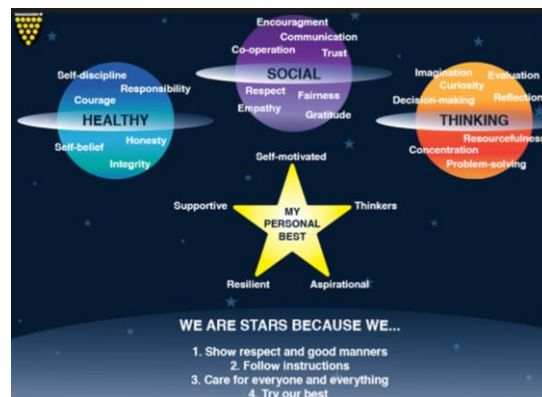 Encouragment
Communication
Co-operation
Trust
SOCIAL
Respect
Fairness
Empathy
Gratitude
Self-discipline
Responsibility
Courage
HEALTHY
Honesty
Self-belief
Integrity
Imagination
Evaluation
Curiosity
Decision-making
Reflection
THINKING
Resourcefulness
Concentration
Problem-solving
Self-motivated
Supportive
Thinkers
MY
PERSONAL
BEST
Resilient
Aspirational
WE ARE STARS BECAUSE WE...
1. Show respect and good manners
2. Follow instructions
3. Care for everyone and everything
4. Try our best